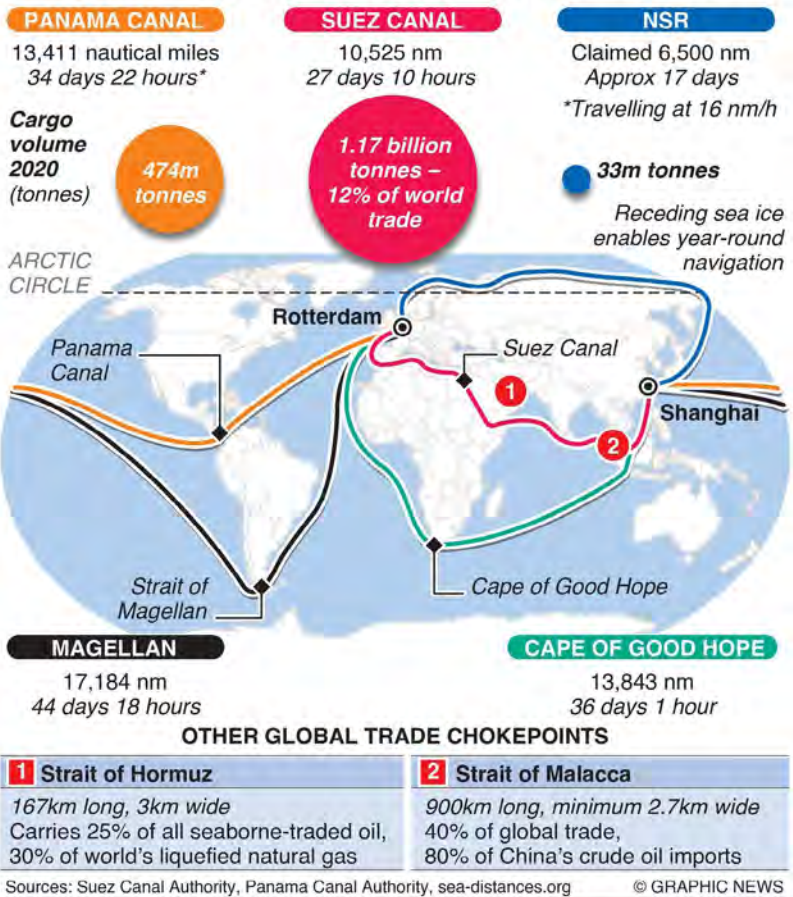 PANAMA CANAL
13,411 nautical miles
34 days 22 hours*
SUEZ CANAL
10,525 nm
27 days 10 hours
NSR
Claimed 6,500 nm
Approx 17 days
*Travelling at 16 nm/h
Cargo
volume
2020
(tonnes)
474m
tonnes
1.17 billion
tonnes –
12% of world
trade
33m tonnes
Receding sea ice
enables year-round
navigation
ARCTIC
CIRCLE
Rotterdam
Panama
Canal
Suez Canal
1
Shanghai
2
Strait of
Magellan
Cape of Good Hope
MAGELLAN
17,184 nm
44 days 18 hours
CAPE OF GOOD HOPE
13,843 nm
36 days 1 hour
OTHER GLOBAL TRADE CHOKEPOINTS
1 Strait of Hormuz
167km long, 3km wide
Carries 25% of all seaborne-traded oil,
30% of world's liquefied natural gas
2 Strait of Malacca
900km long, minimum 2.7km wide
40% of global trade,
80% of China's crude oil imports
Sources: Suez Canal Authority, Panama Canal Authority, sea-distances.org
© GRAPHIC NEWS